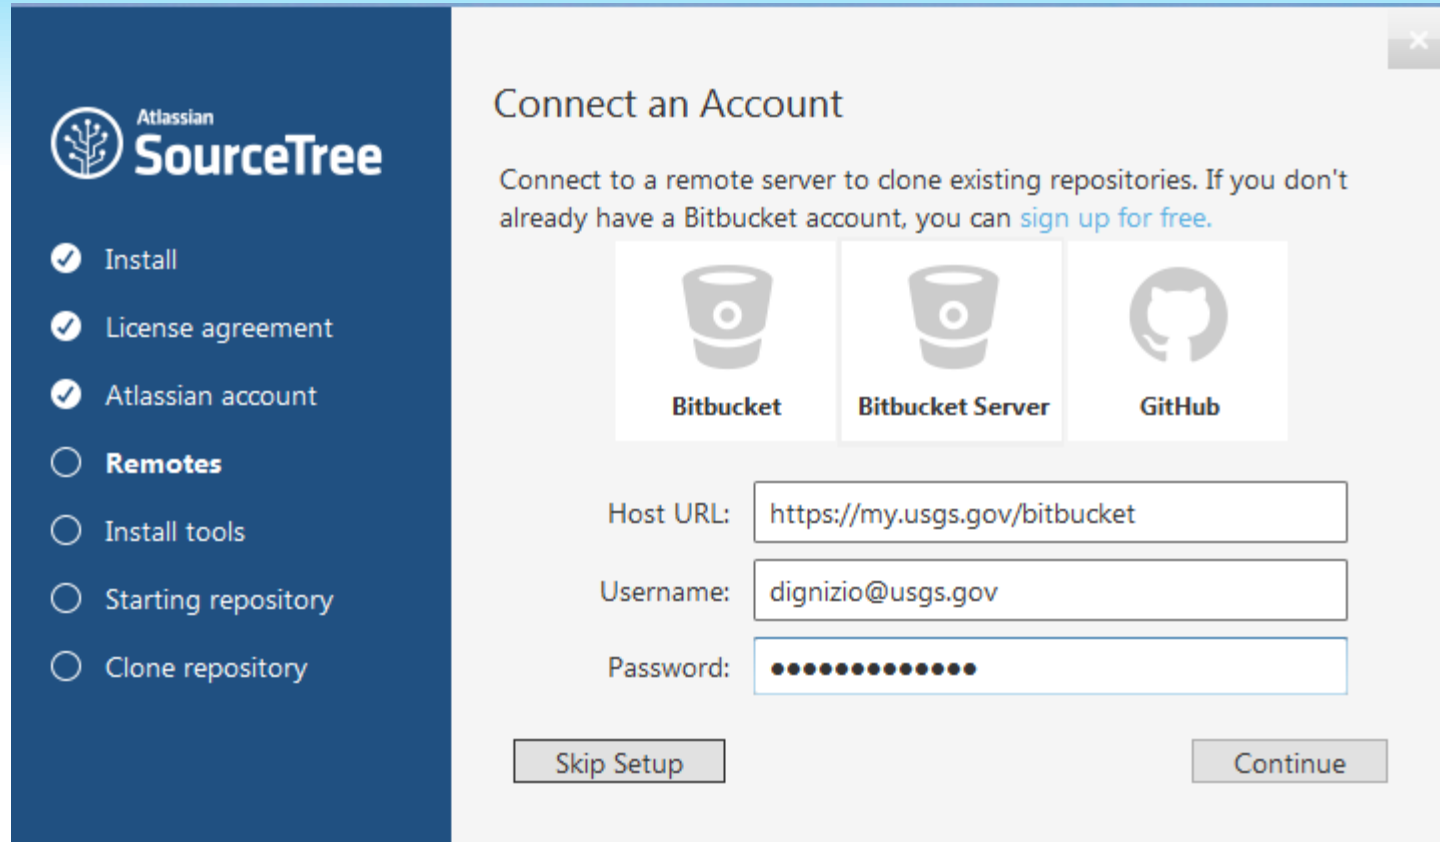 Atlassian
SourceTree
Install
License agreement
Atlassian account
Remotes
Install tools
Starting repository
Clone repository
Connect an Account
Connect to a remote server to clone existing repositories. If you don't
already have a Bitbucket account, you can sign up for free.
Bitbucket
Bitbucket Server
GitHub
Host URL: https://my.usgs.gov/bitbucket
Username: dignizio@usgs.gov
Password: ●●●●●●●●●●●●●
Skip Setup
Continue